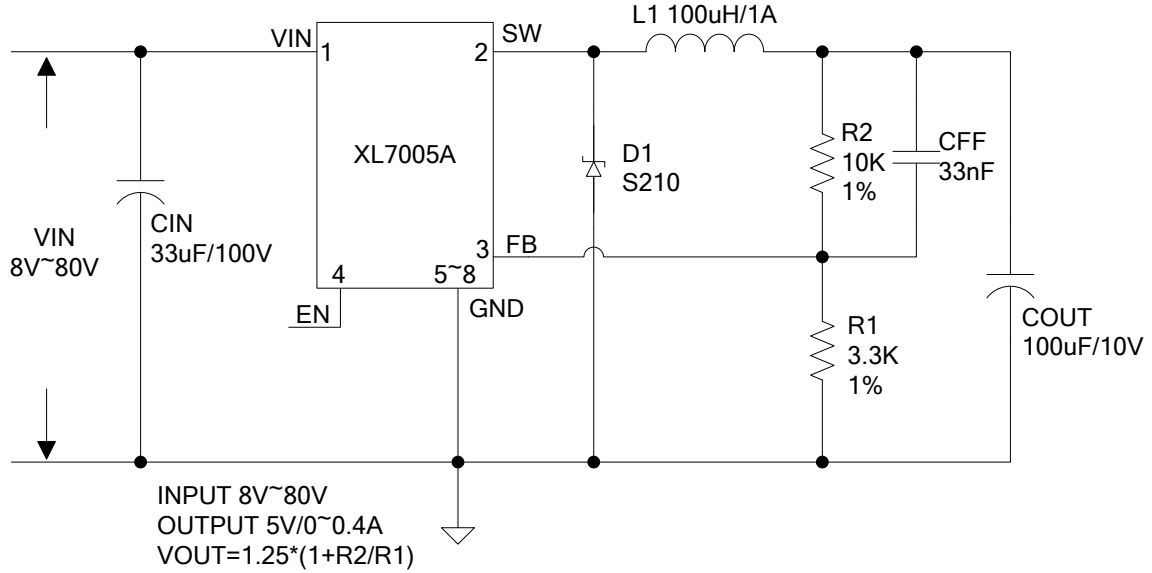 L1 100uH/1A
VIN
1
2
SW
XL7005A
R2
10K
1%
CFF
33nF
D1
S210
CIN
33uF/100V
VIN
8V~80V
3
FB
4
5~8
EN
GND
R1
3.3K
1%
COUT
100uF/10V
INPUT 8V~80V
OUTPUT 5V/0~0.4A
VOUT=1.25*(1+R2/R1)